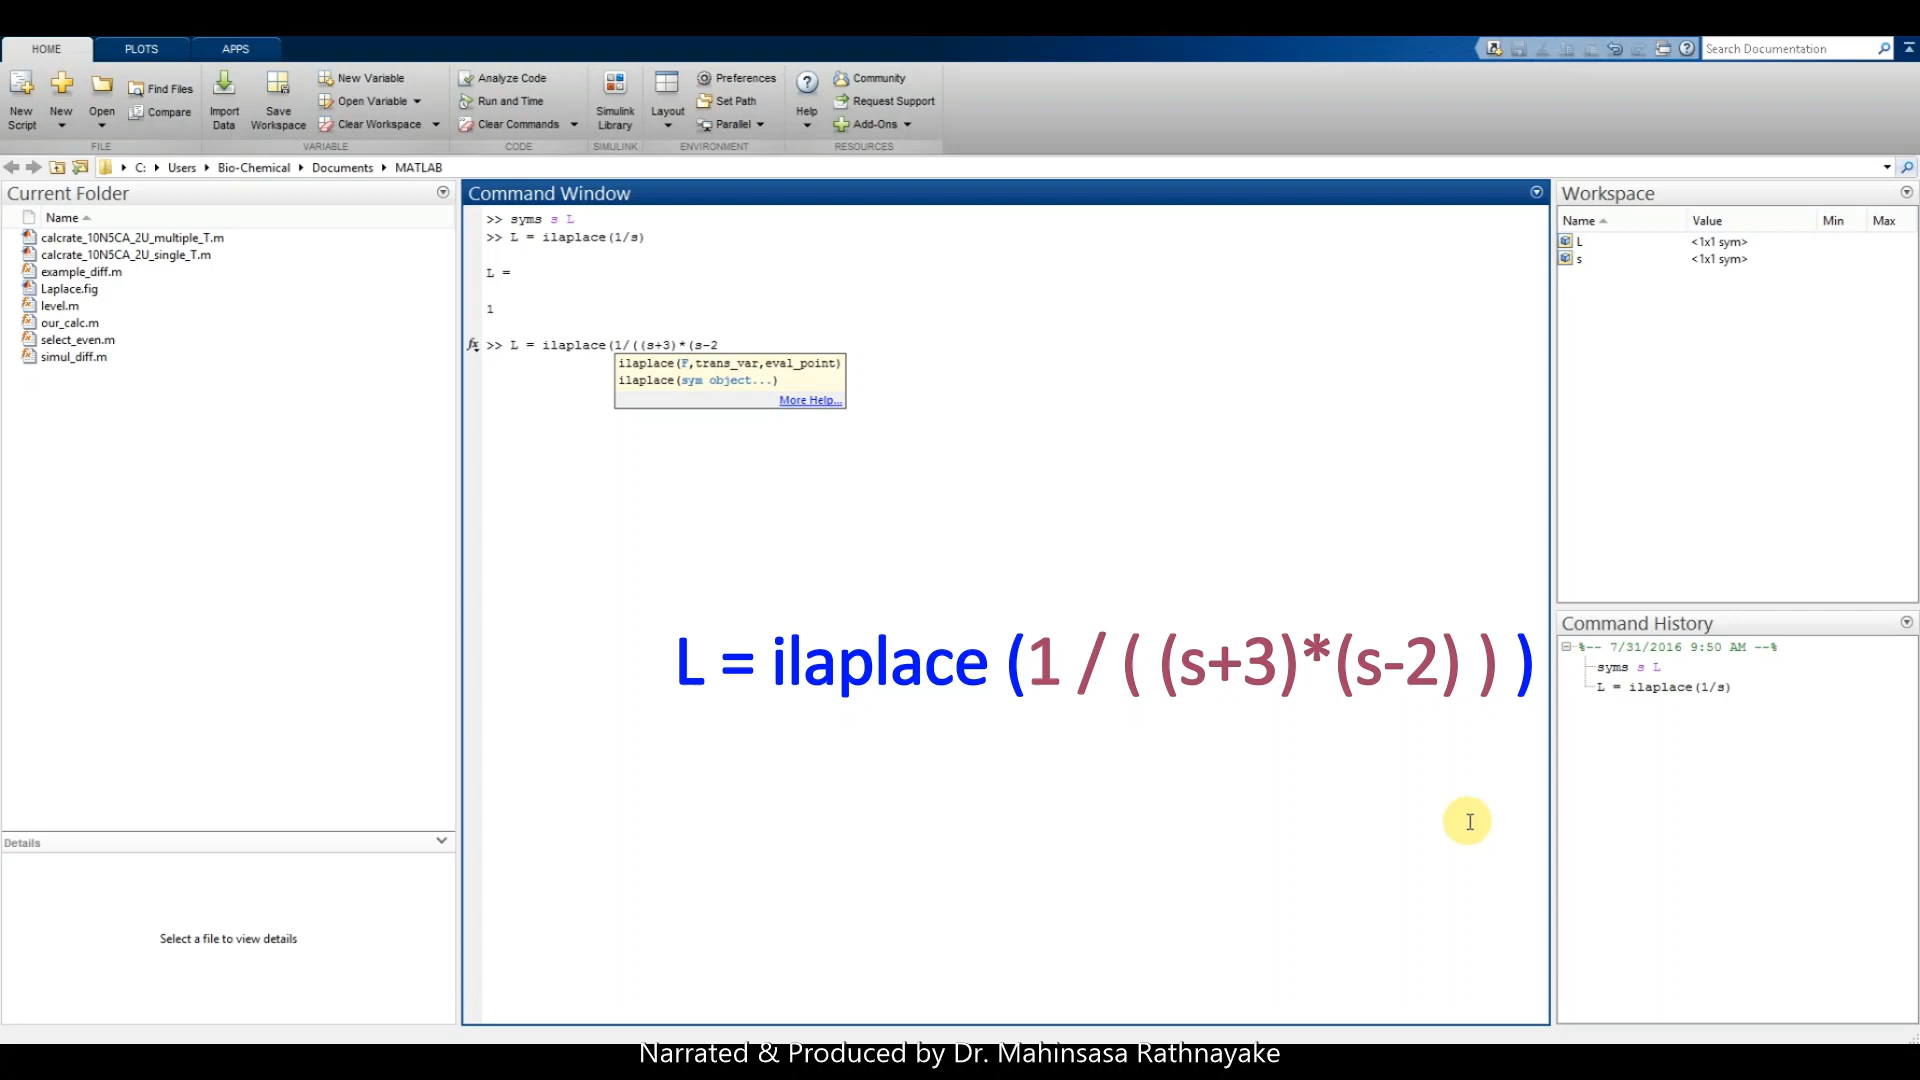 HOME PLOTS APPS Search Documentation
New Script New Open Find Files Compare Import Data Save Workspace New Variable Open Variable Clear Workspace Analyze Code Run and Time Clear Commands Simulink Library Layout Preferences Set Path Parallel Help Community Request Support Add-Ons
FILE VARIABLE CODE SIMULINK ENVIRONMENT RESOURCES
C: Users Bio-Chemical Documents MATLAB
Current Folder
Name
calcrate_10N5CA_2U_multiple_T.m
calcrate_10N5CA_2U_single_T.m
example_diff.m
Laplace.fig
level.m
our_calc.m
select_even.m
simul_diff.m
Details
Select a file to view details
Command Window
>> syms s L
>> L = ilaplace(1/s)
L =
1
fx >> L = ilaplace(1/((s+3)*(s-2
ilaplace(F,trans_var,eval_point)
ilaplace(sym object...)
More Help...
L = ilaplace (1 / ( (s+3)*(s-2) ) )
Workspace
Name Value Min Max
L <1x1 sym>
s <1x1 sym>
Command History
%-- 7/31/2016 9:50 AM --%
syms s L
L = ilaplace(1/s)
Narrated & Produced by Dr. Mahinsasa Rathnayake